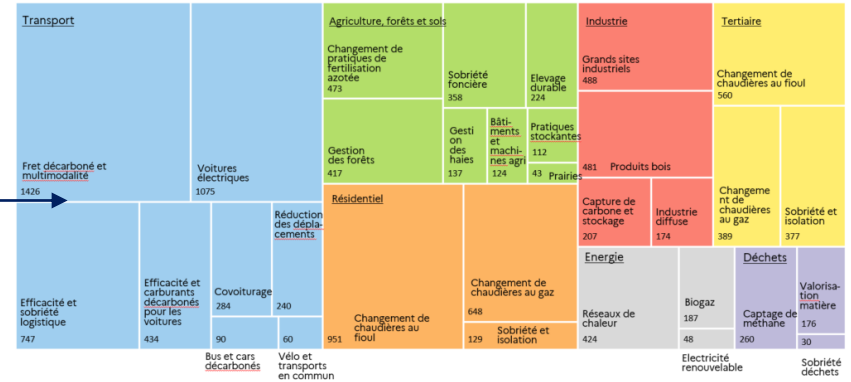 Transport
Fret décarboné et
multimodalité
1426
Voitures
électriques
1075
Efficacité et
sobriété
logistique
747
Efficacité et
carburants
décarbonés
pour les
voitures
434
Covoiturage
284
Réduction
des dépla-
cements
240
90
Bus et cars
décarbonés
60
Vélo et
transports
en commun
Agriculture, forêts et sols
Changement de
pratiques de
fertilisation
azotée
473
Sobriété
foncière
358
Elevage
durable
224
Gestion
des forêts
417
Gesti
on
des
haies
137
Bâti-
ments
et
machi-
nes agri
124
Pratiques
stockantes
112
43 Prairies
Résidentiel
Changement de
chaudières au
951 fioul
Changement de
chaudières au gaz
648
Sobriété et
129 isolation
Industrie
Grands sites
industriels
488
481 Produits bois
Capture de
carbone et
stockage
207
Industrie
diffuse
174
Tertiaire
Changement de
chaudières au fioul
560
Changeme
nt de
chaudières
au gaz
389
Sobriété et
isolation
377
Energie
Réseaux de
chaleur
424
Biogaz
187
48
Electricité
renouvelable
Déchets
Captage de
méthane
260
Valorisa-
tion
matière
176
30
Sobriété
déchets